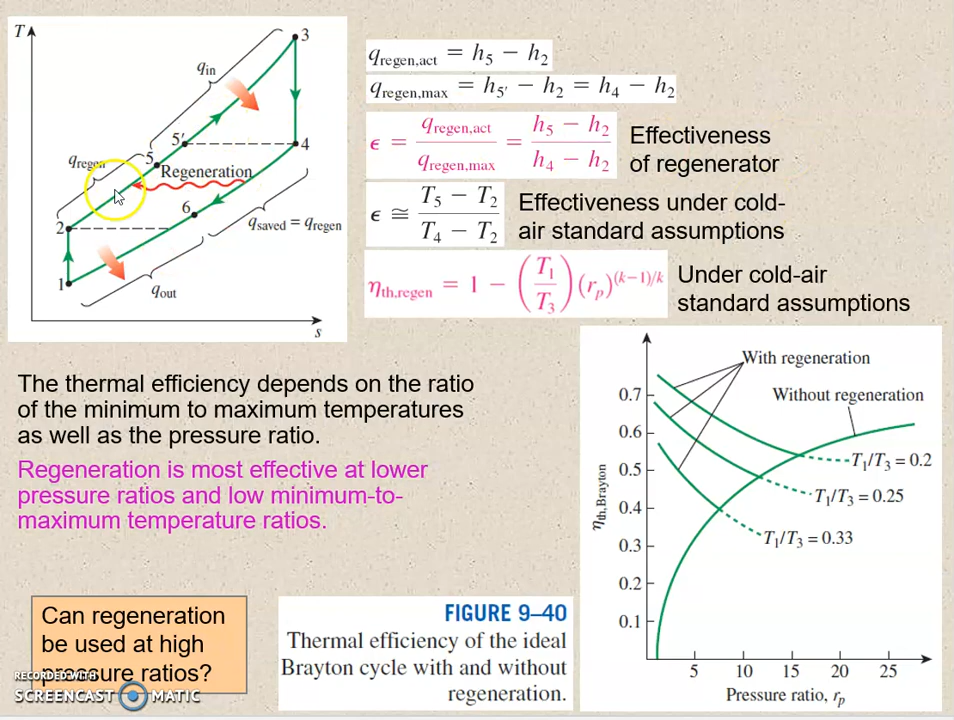 T
3
q_in
5'
4
q_regen
5
Regeneration
6
2
q_saved = q_regen
1
q_out
s
q_regen,act = h_5 − h_2
q_regen,max = h_5' − h_2 = h_4 − h_2
ϵ = q_regen,act / q_regen,max = (h_5 − h_2) / (h_4 − h_2)
Effectiveness
of regenerator
ϵ ≅ (T_5 − T_2) / (T_4 − T_2)
Effectiveness under cold-
air standard assumptions
η_th,regen = 1 − (T_1 / T_3) (r_p)^(k−1)/k
Under cold-air
standard assumptions
The thermal efficiency depends on the ratio
of the minimum to maximum temperatures
as well as the pressure ratio.
Regeneration is most effective at lower
pressure ratios and low minimum-to-
maximum temperature ratios.
With regeneration
Without regeneration
0.7
0.6
0.5
0.4
0.3
0.2
0.1
η_th,Brayton
T_1/T_3 = 0.2
T_1/T_3 = 0.25
T_1/T_3 = 0.33
5 10 15 20 25
Pressure ratio, r_p
Can regeneration
be used at high
pressure ratios?
RECORDED WITH
SCREENCAST MATIC
FIGURE 9–40
Thermal efficiency of the ideal
Brayton cycle with and without
regeneration.